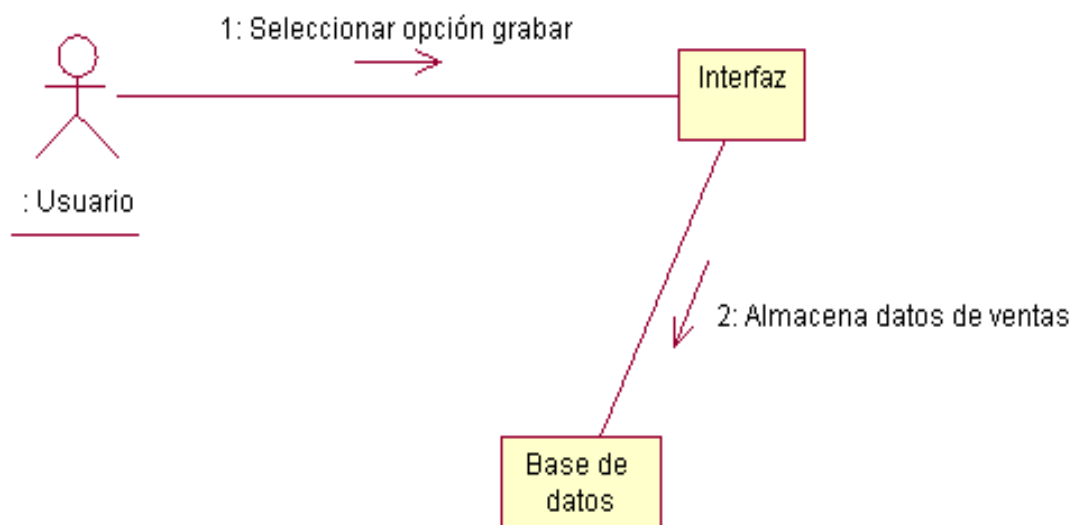 1: Seleccionar opción grabar
Interfaz
: Usuario
2: Almacena datos de ventas
Base de
datos